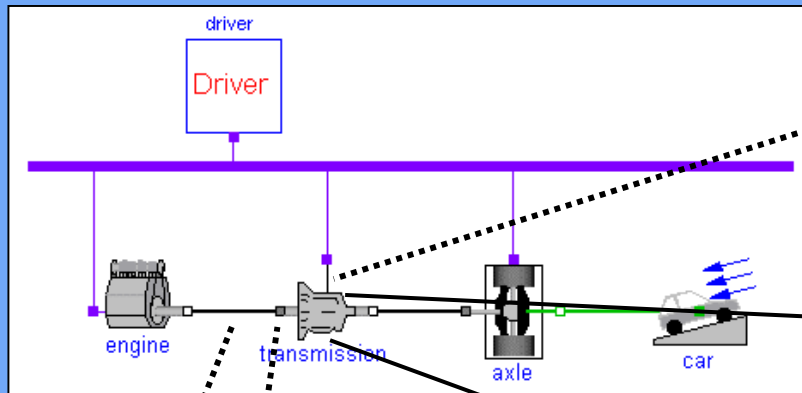 driver
Driver
engine
transmission
axle
car